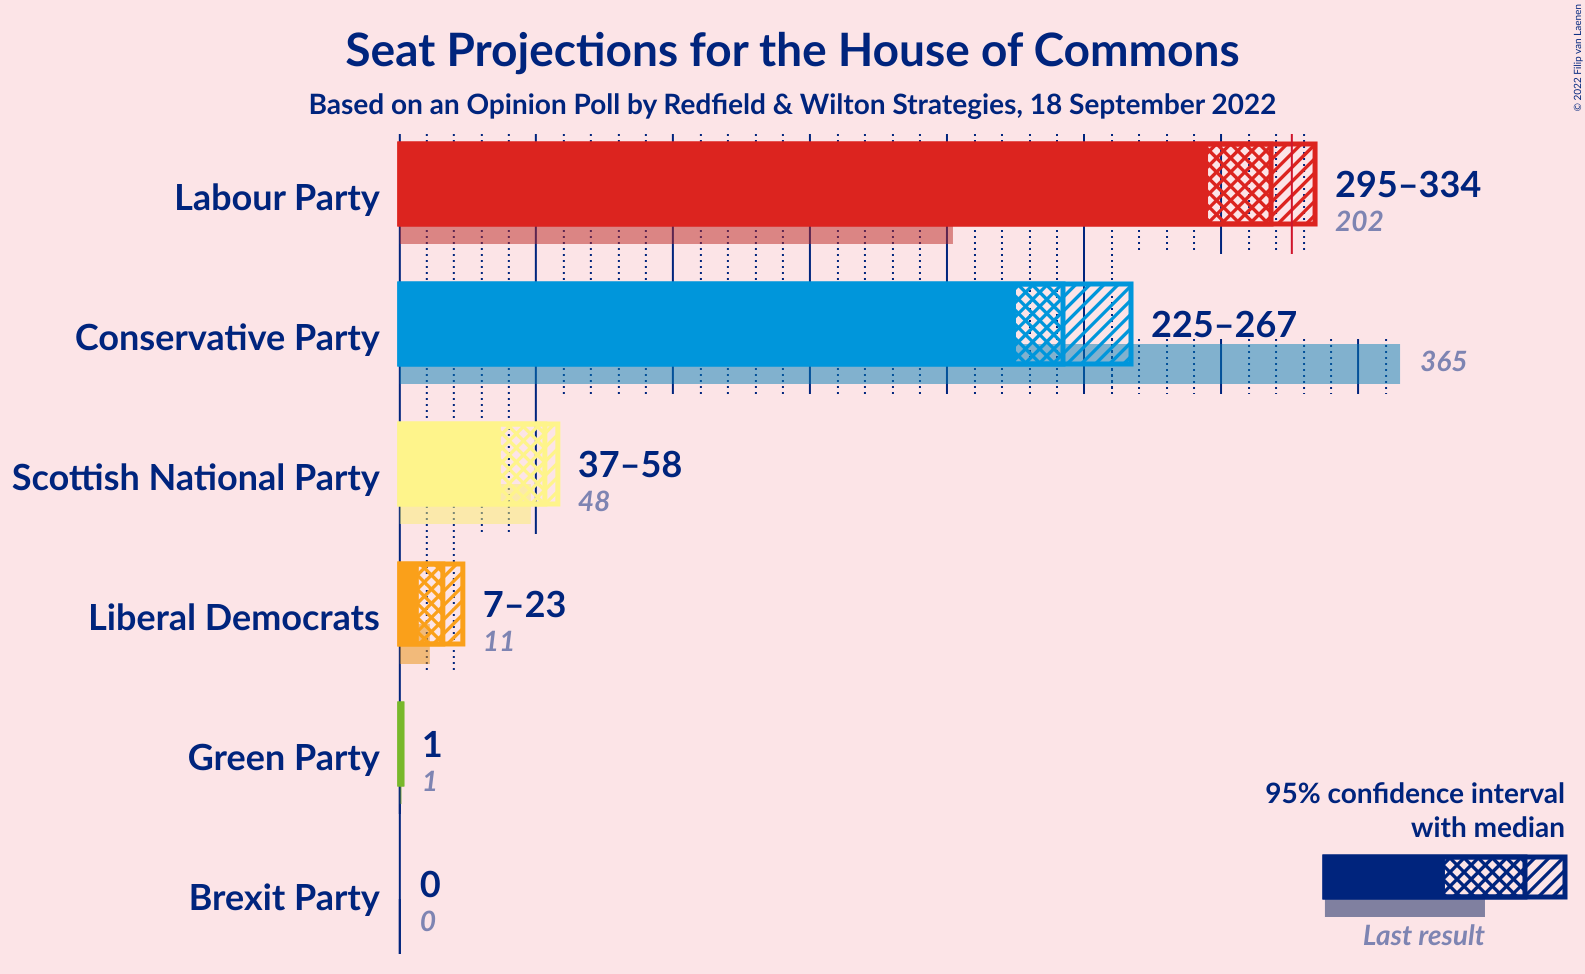 Seat Projections for the House of Commons
Based on an Opinion Poll by Redfield & Wilton Strategies, 18 September 2022
© 2022 Filip van Laenen
Labour Party
295–334
202
Conservative Party
225–267
365
Scottish National Party
37–58
48
Liberal Democrats
7–23
11
Green Party
1
1
Brexit Party
0
0
95% confidence interval
with median
Last result